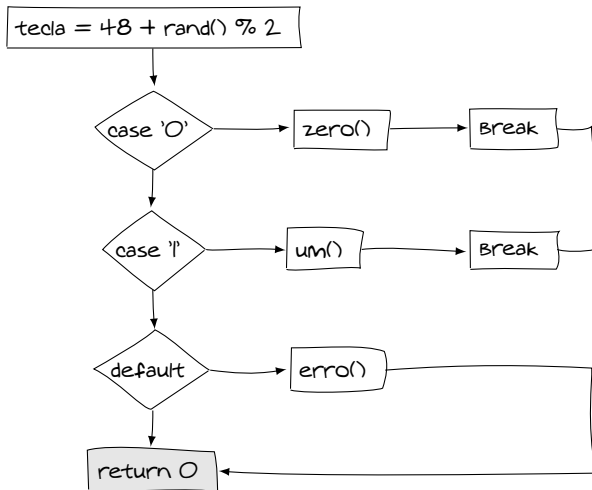 tecla = 48 + rand() % 2
case '0'
zero()
Break
case '1'
um()
Break
default
erro()
return 0